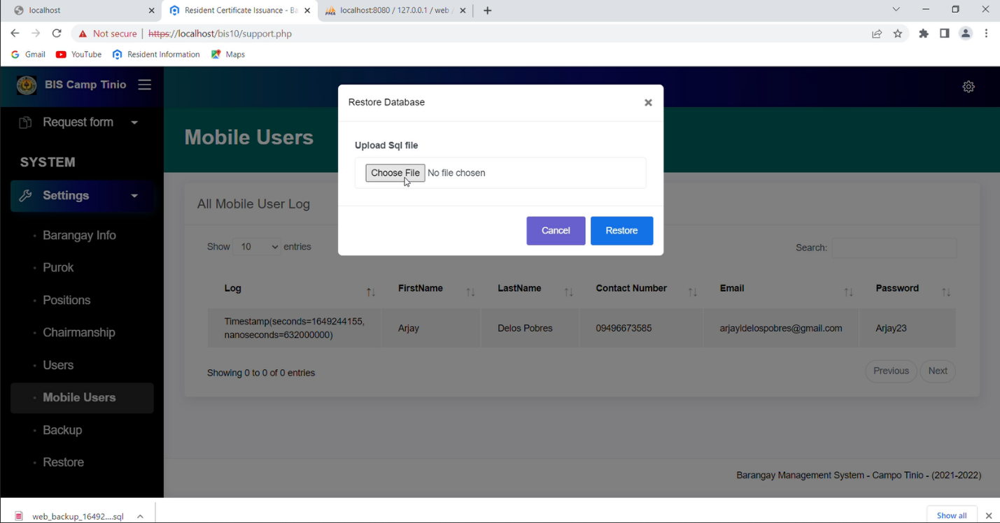 localhost
Resident Certificate Issuance - Ba
localhost:8080 / 127.0.0.1 / web /
Not secure
https://localhost/bis10/support.php
Gmail
YouTube
Resident Information
Maps
BIS Camp Tinio
Request form
SYSTEM
Settings
Barangay Info
Purok
Positions
Chairmanship
Users
Mobile Users
Backup
Restore
Mobile Users
Restore Database
Upload Sql file
Choose File No file chosen
Cancel
Restore
All Mobile User Log
Show 10 entries
Search:
Log FirstName LastName Contact Number Email Password
Timestamp(seconds=1649244155,
nanoseconds=632000000)
Arjay Delos Pobres 09496673585 arjayldelospobres@gmail.com Arjay23
Showing 0 to 0 of 0 entries
Previous Next
Barangay Management System - Campo Tinio - (2021-2022)
web_backup_16492....sql
Show all